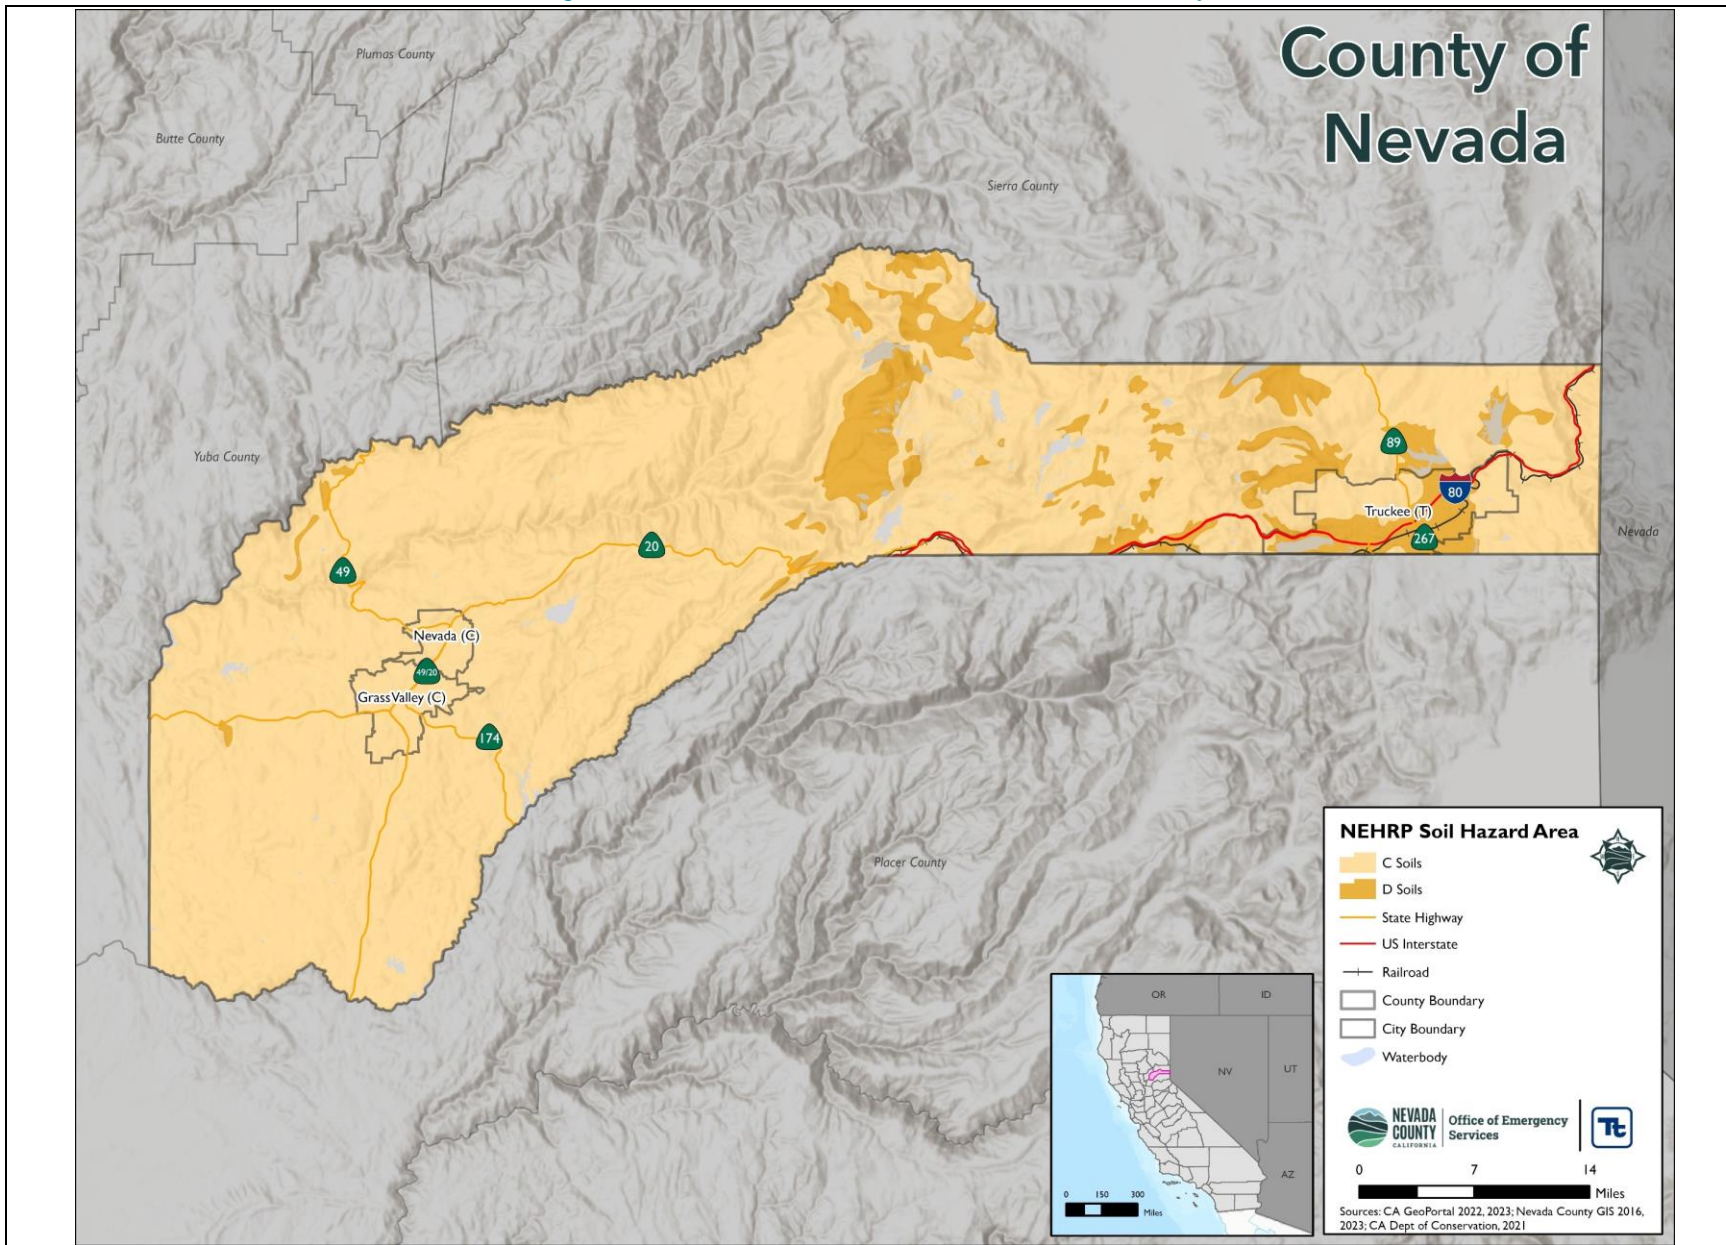 County of
Nevada
Plumas County
Butte County
Sierra County
Yuba County
89
80
Truckee (T)
267
Nevada
20
49
Nevada (C)
49/20
Grass Valley (C)
174
Placer County
NEHRP Soil Hazard Area
C Soils
D Soils
State Highway
US Interstate
Railroad
County Boundary
City Boundary
Waterbody
NEVADA
COUNTY
CALIFORNIA
Office of Emergency
Services
Tt
0 7 14
Miles
Sources: CA GeoPortal 2022, 2023; Nevada County GIS 2016,
2023; CA Dept of Conservation, 2021
OR
ID
NV
UT
AZ
0 150 300
Miles